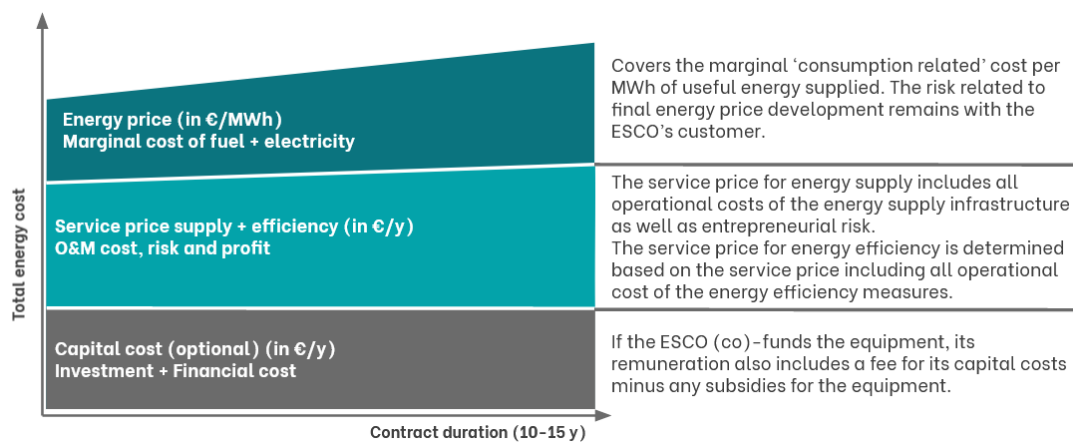 Total energy cost
Energy price (in €/MWh)
Marginal cost of fuel + electricity
Covers the marginal ‘consumption related’ cost per
MWh of useful energy supplied. The risk related to
final energy price development remains with the
ESCO’s customer.
Service price supply + efficiency (in €/y)
O&M cost, risk and profit
The service price for energy supply includes all
operational costs of the energy supply infrastructure
as well as entrepreneurial risk.
The service price for energy efficiency is determined
based on the service price including all operational
cost of the energy efficiency measures.
Capital cost (optional) (in €/y)
Investment + Financial cost
If the ESCO (co)-funds the equipment, its
remuneration also includes a fee for its capital costs
minus any subsidies for the equipment.
Contract duration (10-15 y)